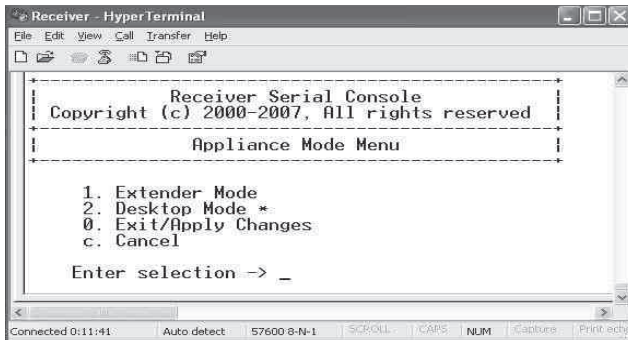 Receiver - HyperTerminal
File Edit View Call Transfer Help
Receiver Serial Console
Copyright (c) 2000-2007, All rights reserved
Appliance Mode Menu
1. Extender Mode
2. Desktop Mode *
0. Exit/Apply Changes
c. Cancel
Enter selection -> _
Connected 0:11:41 Auto detect 57600 8-N-1 SCROLL CAPS NUM Capture Print echo